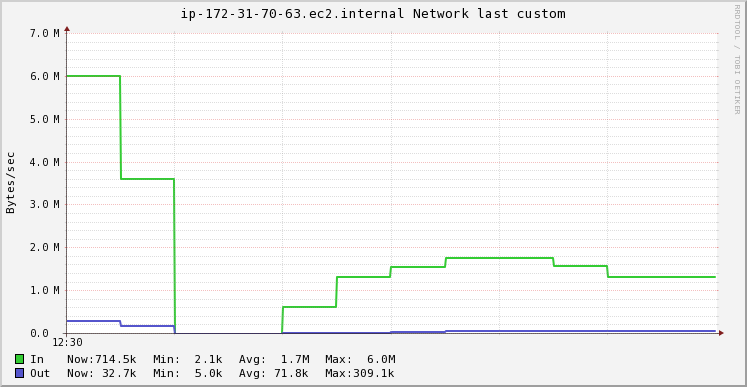 ip-172-31-70-63.ec2.internal Network last custom
RRDTOOL / TOBI OETIKER
Bytes/sec
7.0 M
6.0 M
5.0 M
4.0 M
3.0 M
2.0 M
1.0 M
0.0
12:30
In Now:714.5k Min: 2.1k Avg: 1.7M Max: 6.0M
Out Now: 32.7k Min: 5.0k Avg: 71.8k Max:309.1k